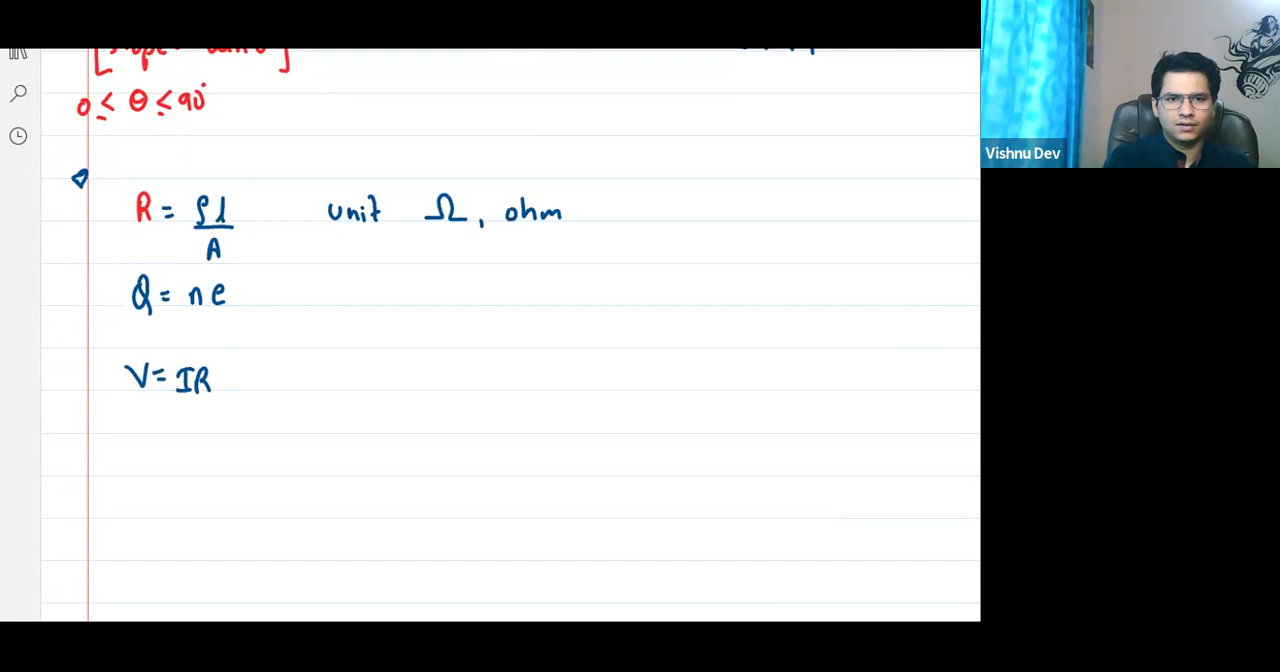 0 ≤ θ ≤ 90°
R = ρl/A unit Ω, ohm
Q = ne
V = IR
Vishnu Dev